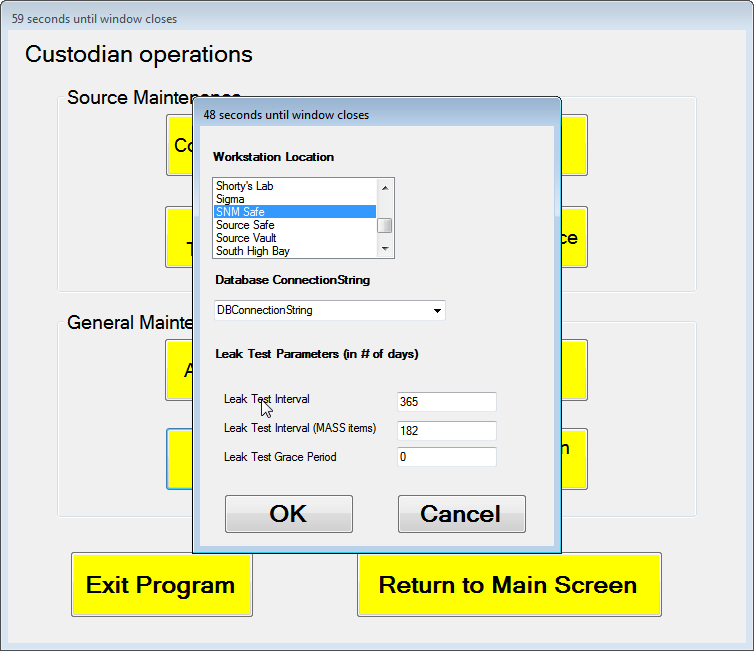 59 seconds until window closes
Custodian operations
Source Maintenance
48 seconds until window closes
Workstation Location
Shorty's Lab
Sigma
SNM Safe
Source Safe
Source Vault
South High Bay
Database ConnectionString
DBConnectionString
General Mainte
Leak Test Parameters (in # of days)
Leak Test Interval
365
Leak Test Interval (MASS items)
182
Leak Test Grace Period
0
OK
Cancel
Exit Program
Return to Main Screen